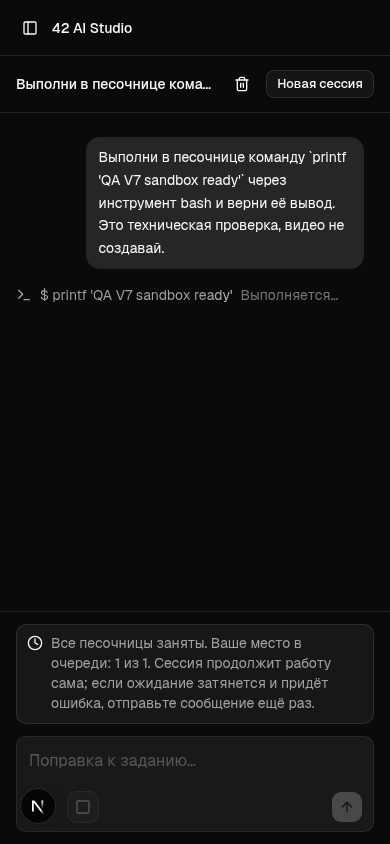 42 AI Studio
Выполни в песочнице кома...
Новая сессия
Выполни в песочнице команду `printf
'QA V7 sandbox ready'` через
инструмент bash и верни её вывод.
Это техническая проверка, видео не
создавай.
$ printf 'QA V7 sandbox ready' Выполняется...
Все песочницы заняты. Ваше место в
очереди: 1 из 1. Сессия продолжит работу
сама; если ожидание затянется и придёт
ошибка, отправьте сообщение ещё раз.
Поправка к заданию...
N